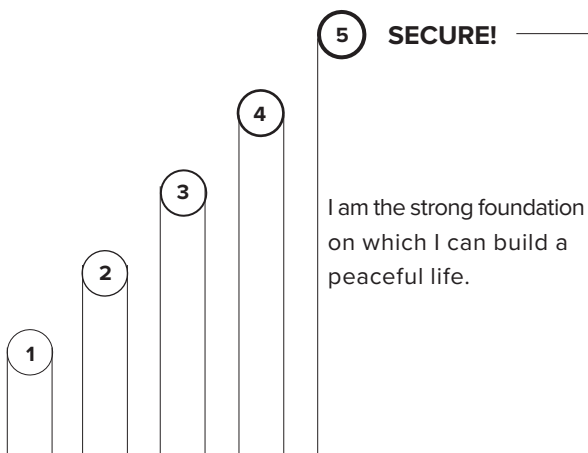 5 SECURE!
4
3
I am the strong foundation
on which I can build a
peaceful life.
2
1